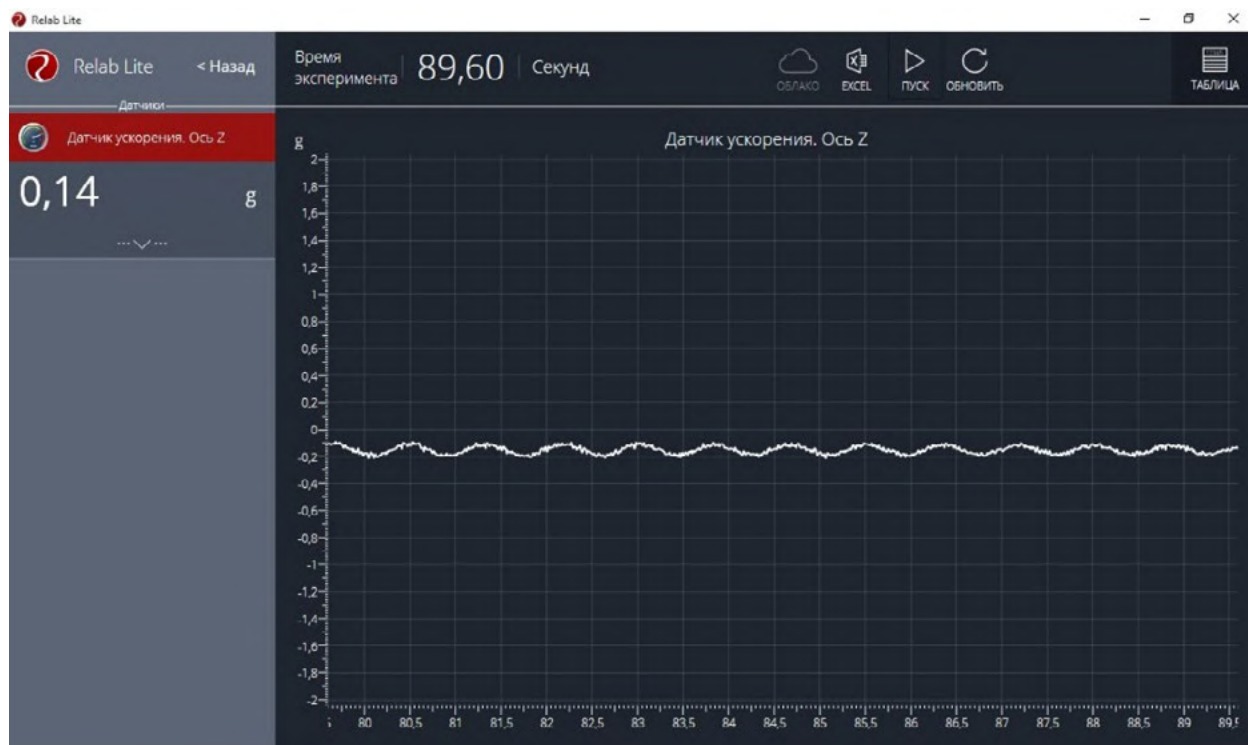 Relab Lite
Relab Lite
< Назад
Время
эксперимента
89,60
Секунд
ОБЛАКО
EXCEL
ПУСК
ОБНОВИТЬ
ТАБЛИЦА
Датчики
Датчик ускорения. Ось Z
0,14
g
g
Датчик ускорения. Ось Z
2
1,8
1,6
1,4
1,2
1
0,8
0,6
0,4
0,2
0
-0,2
-0,4
-0,6
-0,8
-1
-1,2
-1,4
-1,6
-1,8
-2
80 80,5 81 81,5 82 82,5 83 83,5 84 84,5 85 85,5 86 86,5 87 87,5 88 88,5 89